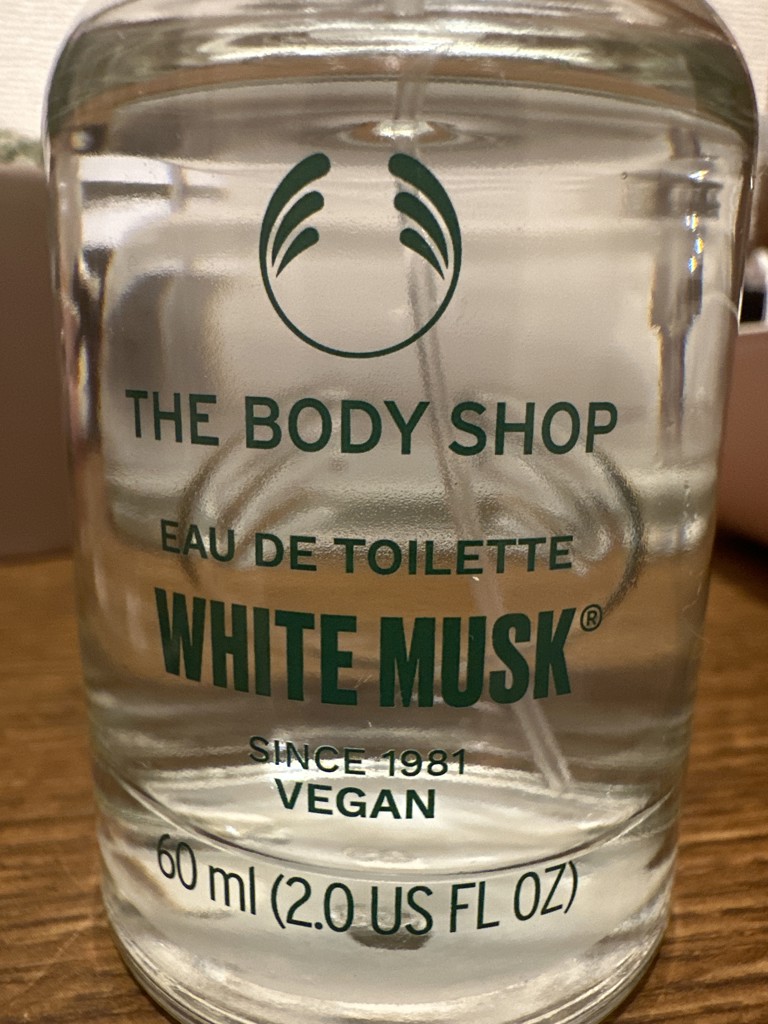 THE BODY SHOP
EAU DE TOILETTE
WHITE MUSK®
SINCE 1981
VEGAN
60 ml (2.0 US FL OZ)